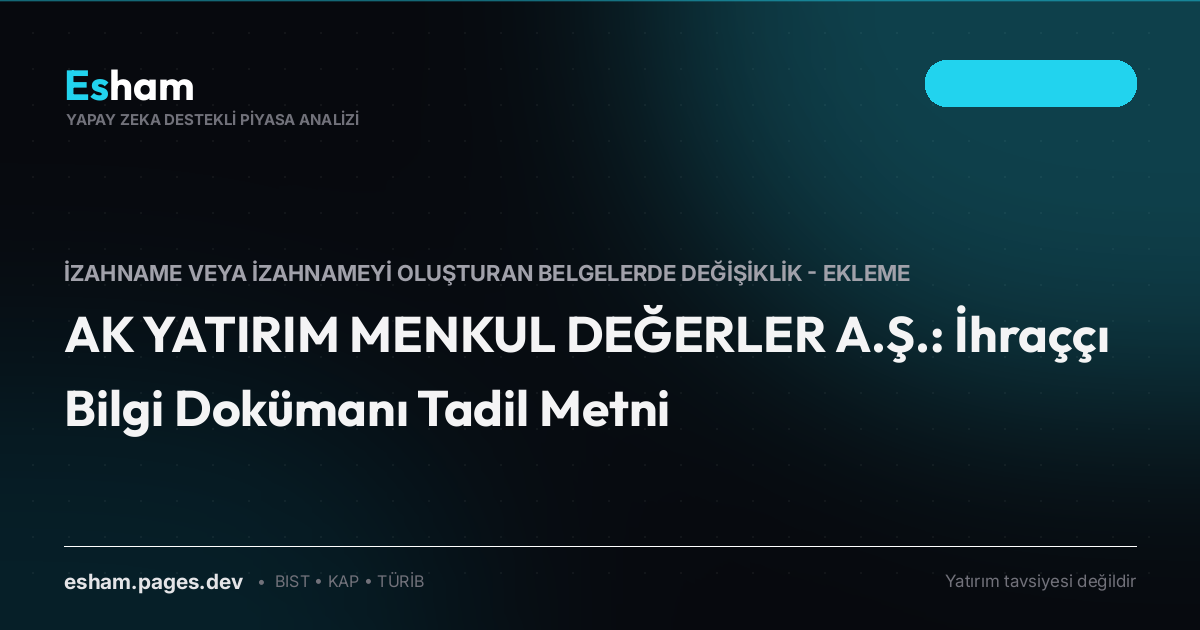 Esham
YAPAY ZEKA DESTEKLİ PİYASA ANALİZİ
İZAHNAME VEYA İZAHNAMEYİ OLUŞTURAN BELGELERDE DEĞİŞİKLİK - EKLEME
AK YATIRIM MENKUL DEĞERLER A.Ş.: İhraççı
Bilgi Dokümanı Tadil Metni
esham.pages.dev • BIST • KAP • TÜRİB
Yatırım tavsiyesi değildir